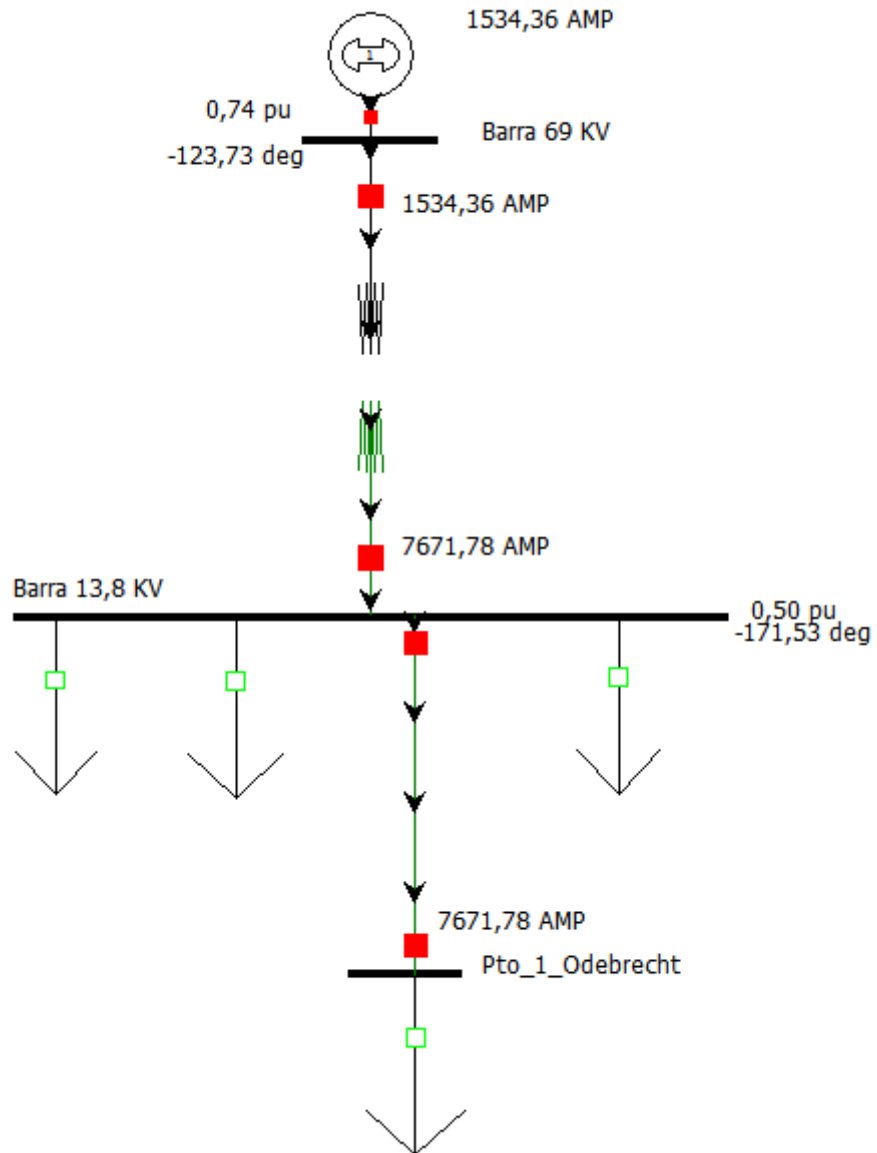 1534,36 AMP
1
0,74 pu
Barra 69 KV
-123,73 deg
1534,36 AMP
7671,78 AMP
Barra 13,8 KV
0,50 pu
-171,53 deg
7671,78 AMP
Pto_1_Odebrecht